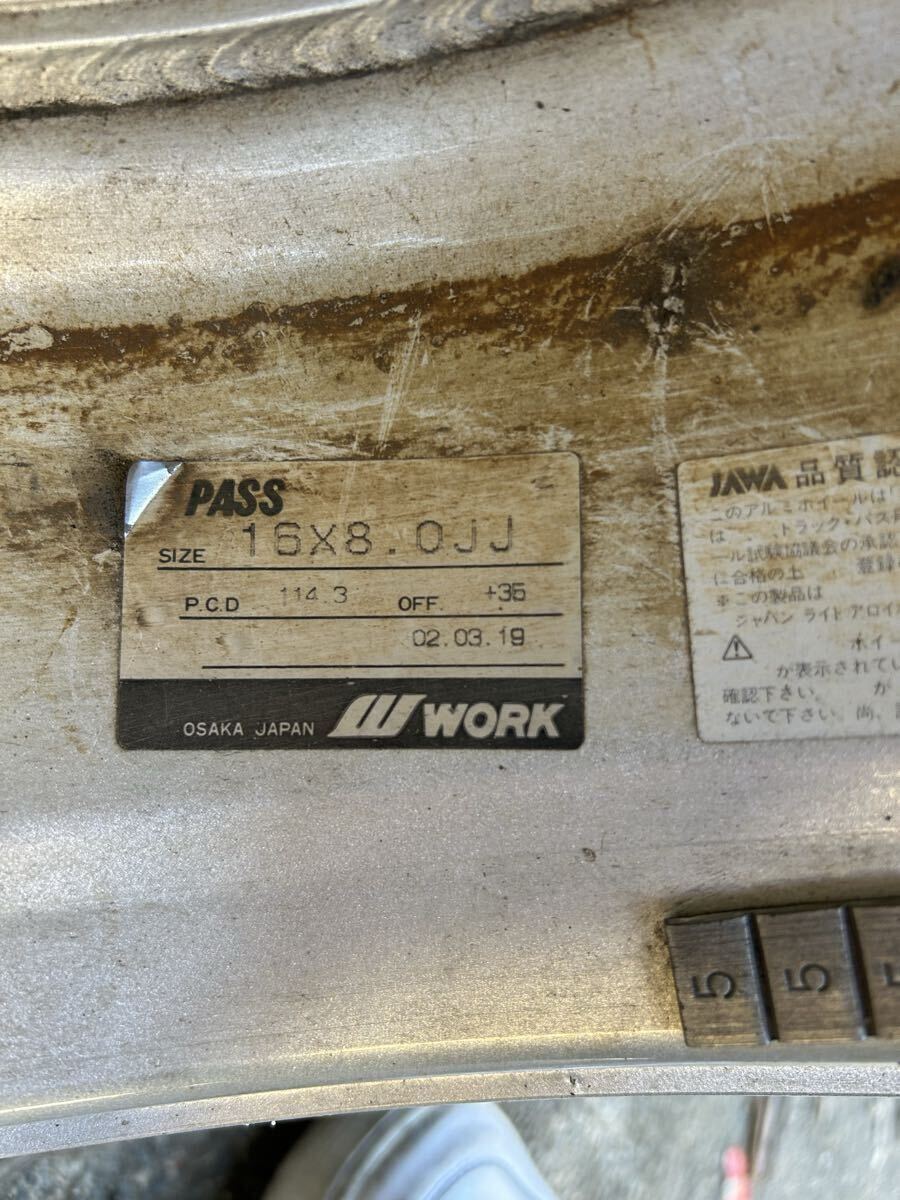 PASS
SIZE 16X8.0JJ
P.C.D 114.3 OFF. +35
02.03.19
OSAKA JAPAN W WORK
JAWA 品質認
このアルミホイールは「
は トラック・バス用
ール試験協議会の承認
に合格の上 登録
※この製品は
ジャパン ライト アロイ
ホイー
が表示されてい
確認下さい。 が
ないで下さい。尚、
5 5